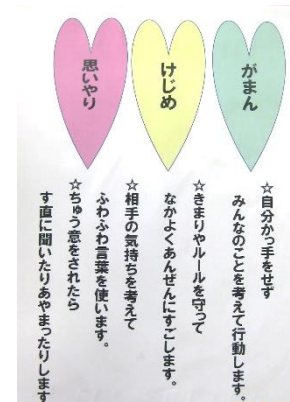 がまん
けじめ
思いやり
☆自分かっ手をせず
みんなのことを考えて行動します。
☆きまりやルールを守って
なかよくあんぜんにすごします。
☆相手の気持ちを考えて
ふわふわ言葉を使います。
☆ちゅう意をされたら
す直に聞いたりあやまったりします